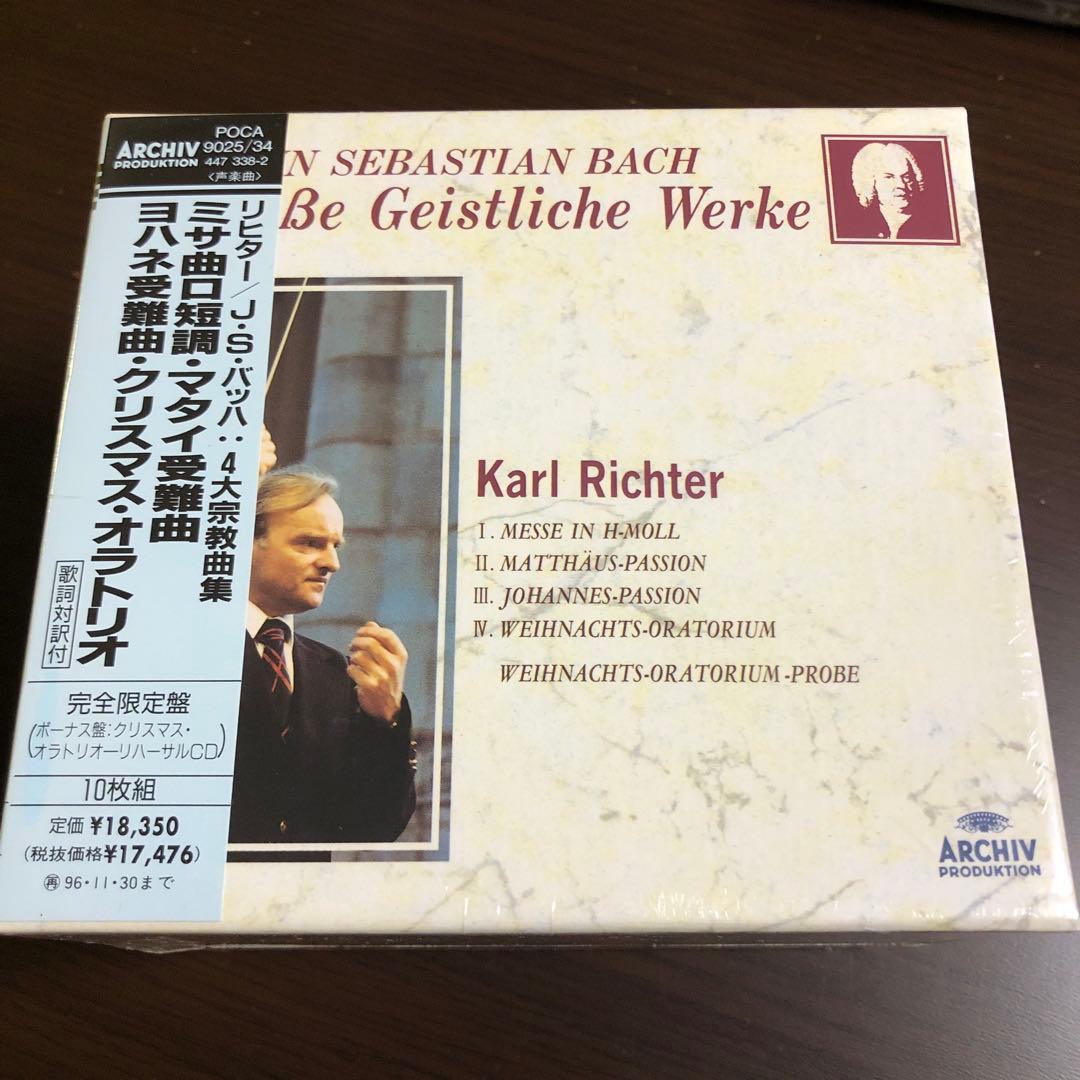 ARCHIV
PRODUKTION
POCA
9025/34
447 338-2
〈声楽曲〉
リヒター/J・S・バッハ:4大宗教曲集
ミサ曲ロ短調・マタイ受難曲
ヨハネ受難曲・クリスマス・オラトリオ
歌詞対訳付
完全限定盤
(ボーナス盤:クリスマス・
オラトリオーリハーサルCD)
10枚組
定価 ¥18,350
(税抜価格¥17,476)
再 96・11・30まで
N SEBASTIAN BACH
ße Geistliche Werke
Karl Richter
I. MESSE IN H-MOLL
II. MATTHÄUS-PASSION
III. JOHANNES-PASSION
IV. WEIHNACHTS-ORATORIUM
WEIHNACHTS-ORATORIUM-PROBE
ARCHIV
PRODUKTION